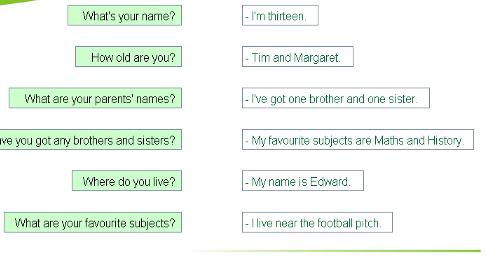 What's your name?
- I'm thirteen.
How old are you?
- Tim and Margaret.
What are your parents' names?
- I've got one brother and one sister.
you got any brothers and sisters?
- My favourite subjects are Maths and History.
Where do you live?
- My name is Edward.
What are your favourite subjects?
- I live near the football pitch.